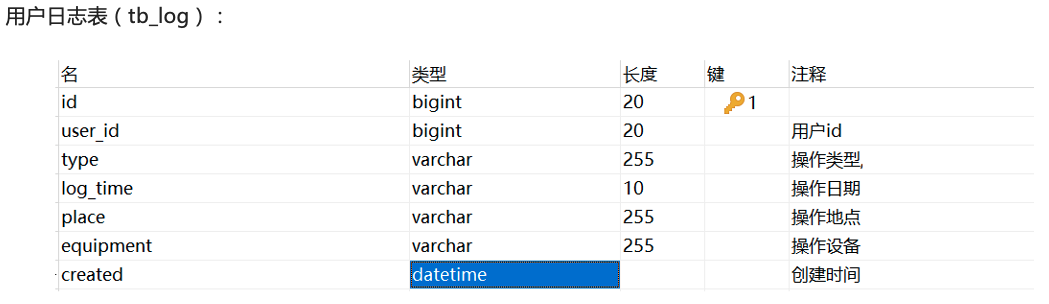 用户日志表（tb_log）：
名 类型 长度 键 注释
id bigint 20 1
user_id bigint 20 用户id
type varchar 255 操作类型,
log_time varchar 10 操作日期
place varchar 255 操作地点
equipment varchar 255 操作设备
created datetime 创建时间